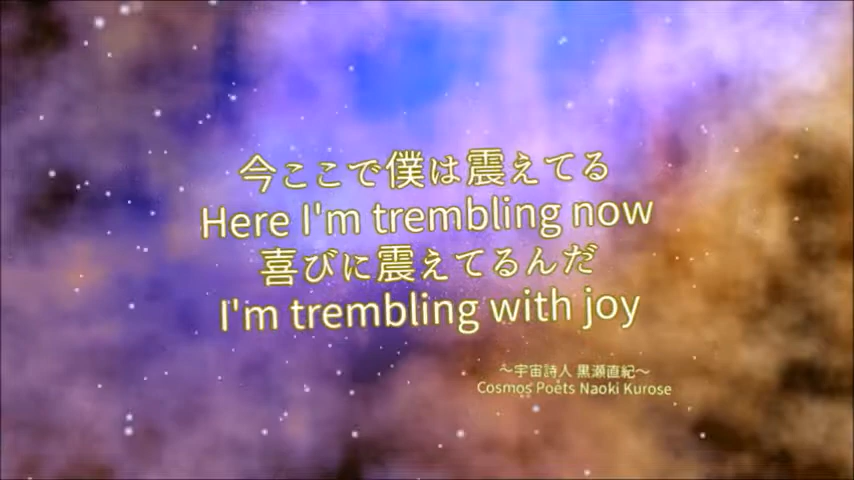 今ここで僕は震えてる
Here I'm trembling now
喜びに震えてるんだ
I'm trembling with joy
～宇宙詩人 黒瀬直紀～
Cosmos Poets Naoki Kurose